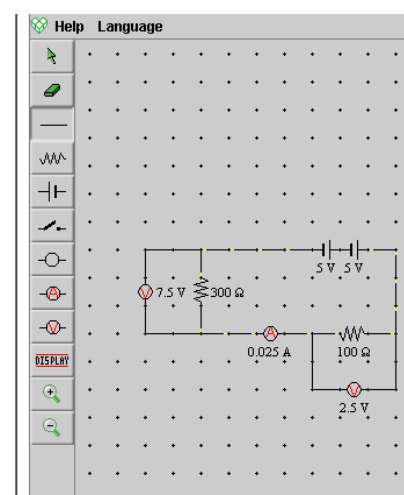 Help Language
5 V 5 V
V 7.5 V 300 Ω
A
0.025 A 100 Ω
DISPLAY
A
V
V
2.5 V